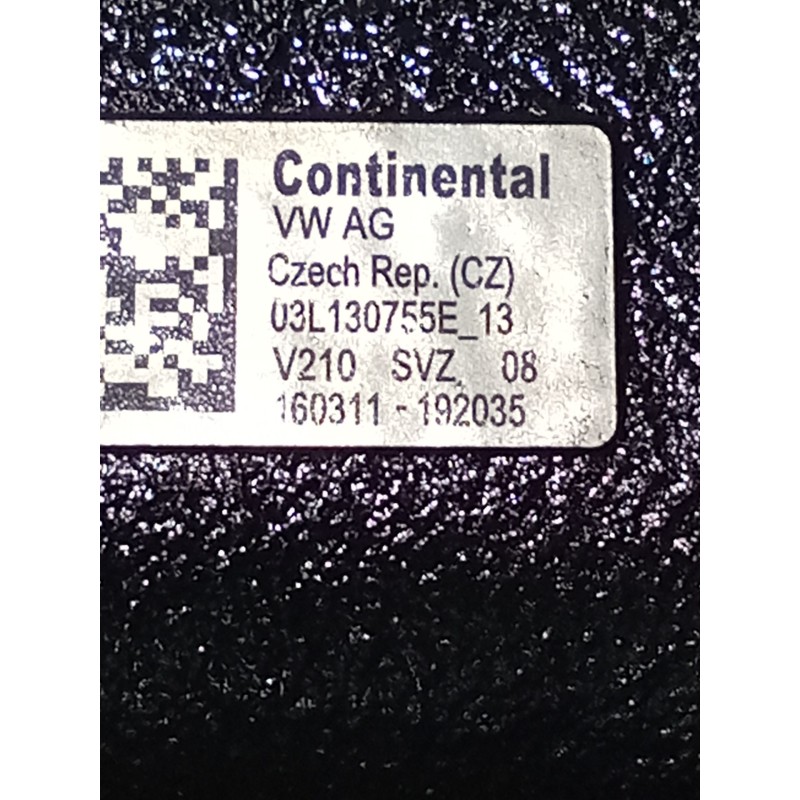 Continental
VW AG
Czech Rep. (CZ)
03L130755E_13
V210 SVZ 08
160311 - 192035